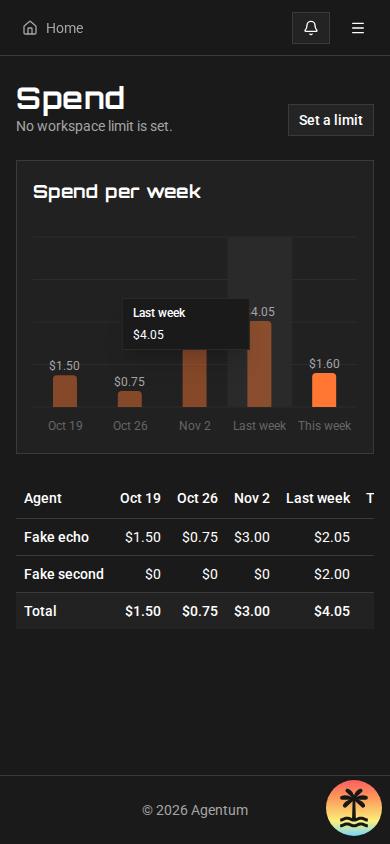 Home
Spend
No workspace limit is set.
Set a limit
Spend per week
Last week
$4.05
4.05
$1.50
$0.75
$1.60
Oct 19 Oct 26 Nov 2 Last week This week
Agent Oct 19 Oct 26 Nov 2 Last week T
Fake echo $1.50 $0.75 $3.00 $2.05
Fake second $0 $0 $0 $2.00
Total $1.50 $0.75 $3.00 $4.05
© 2026 Agentum